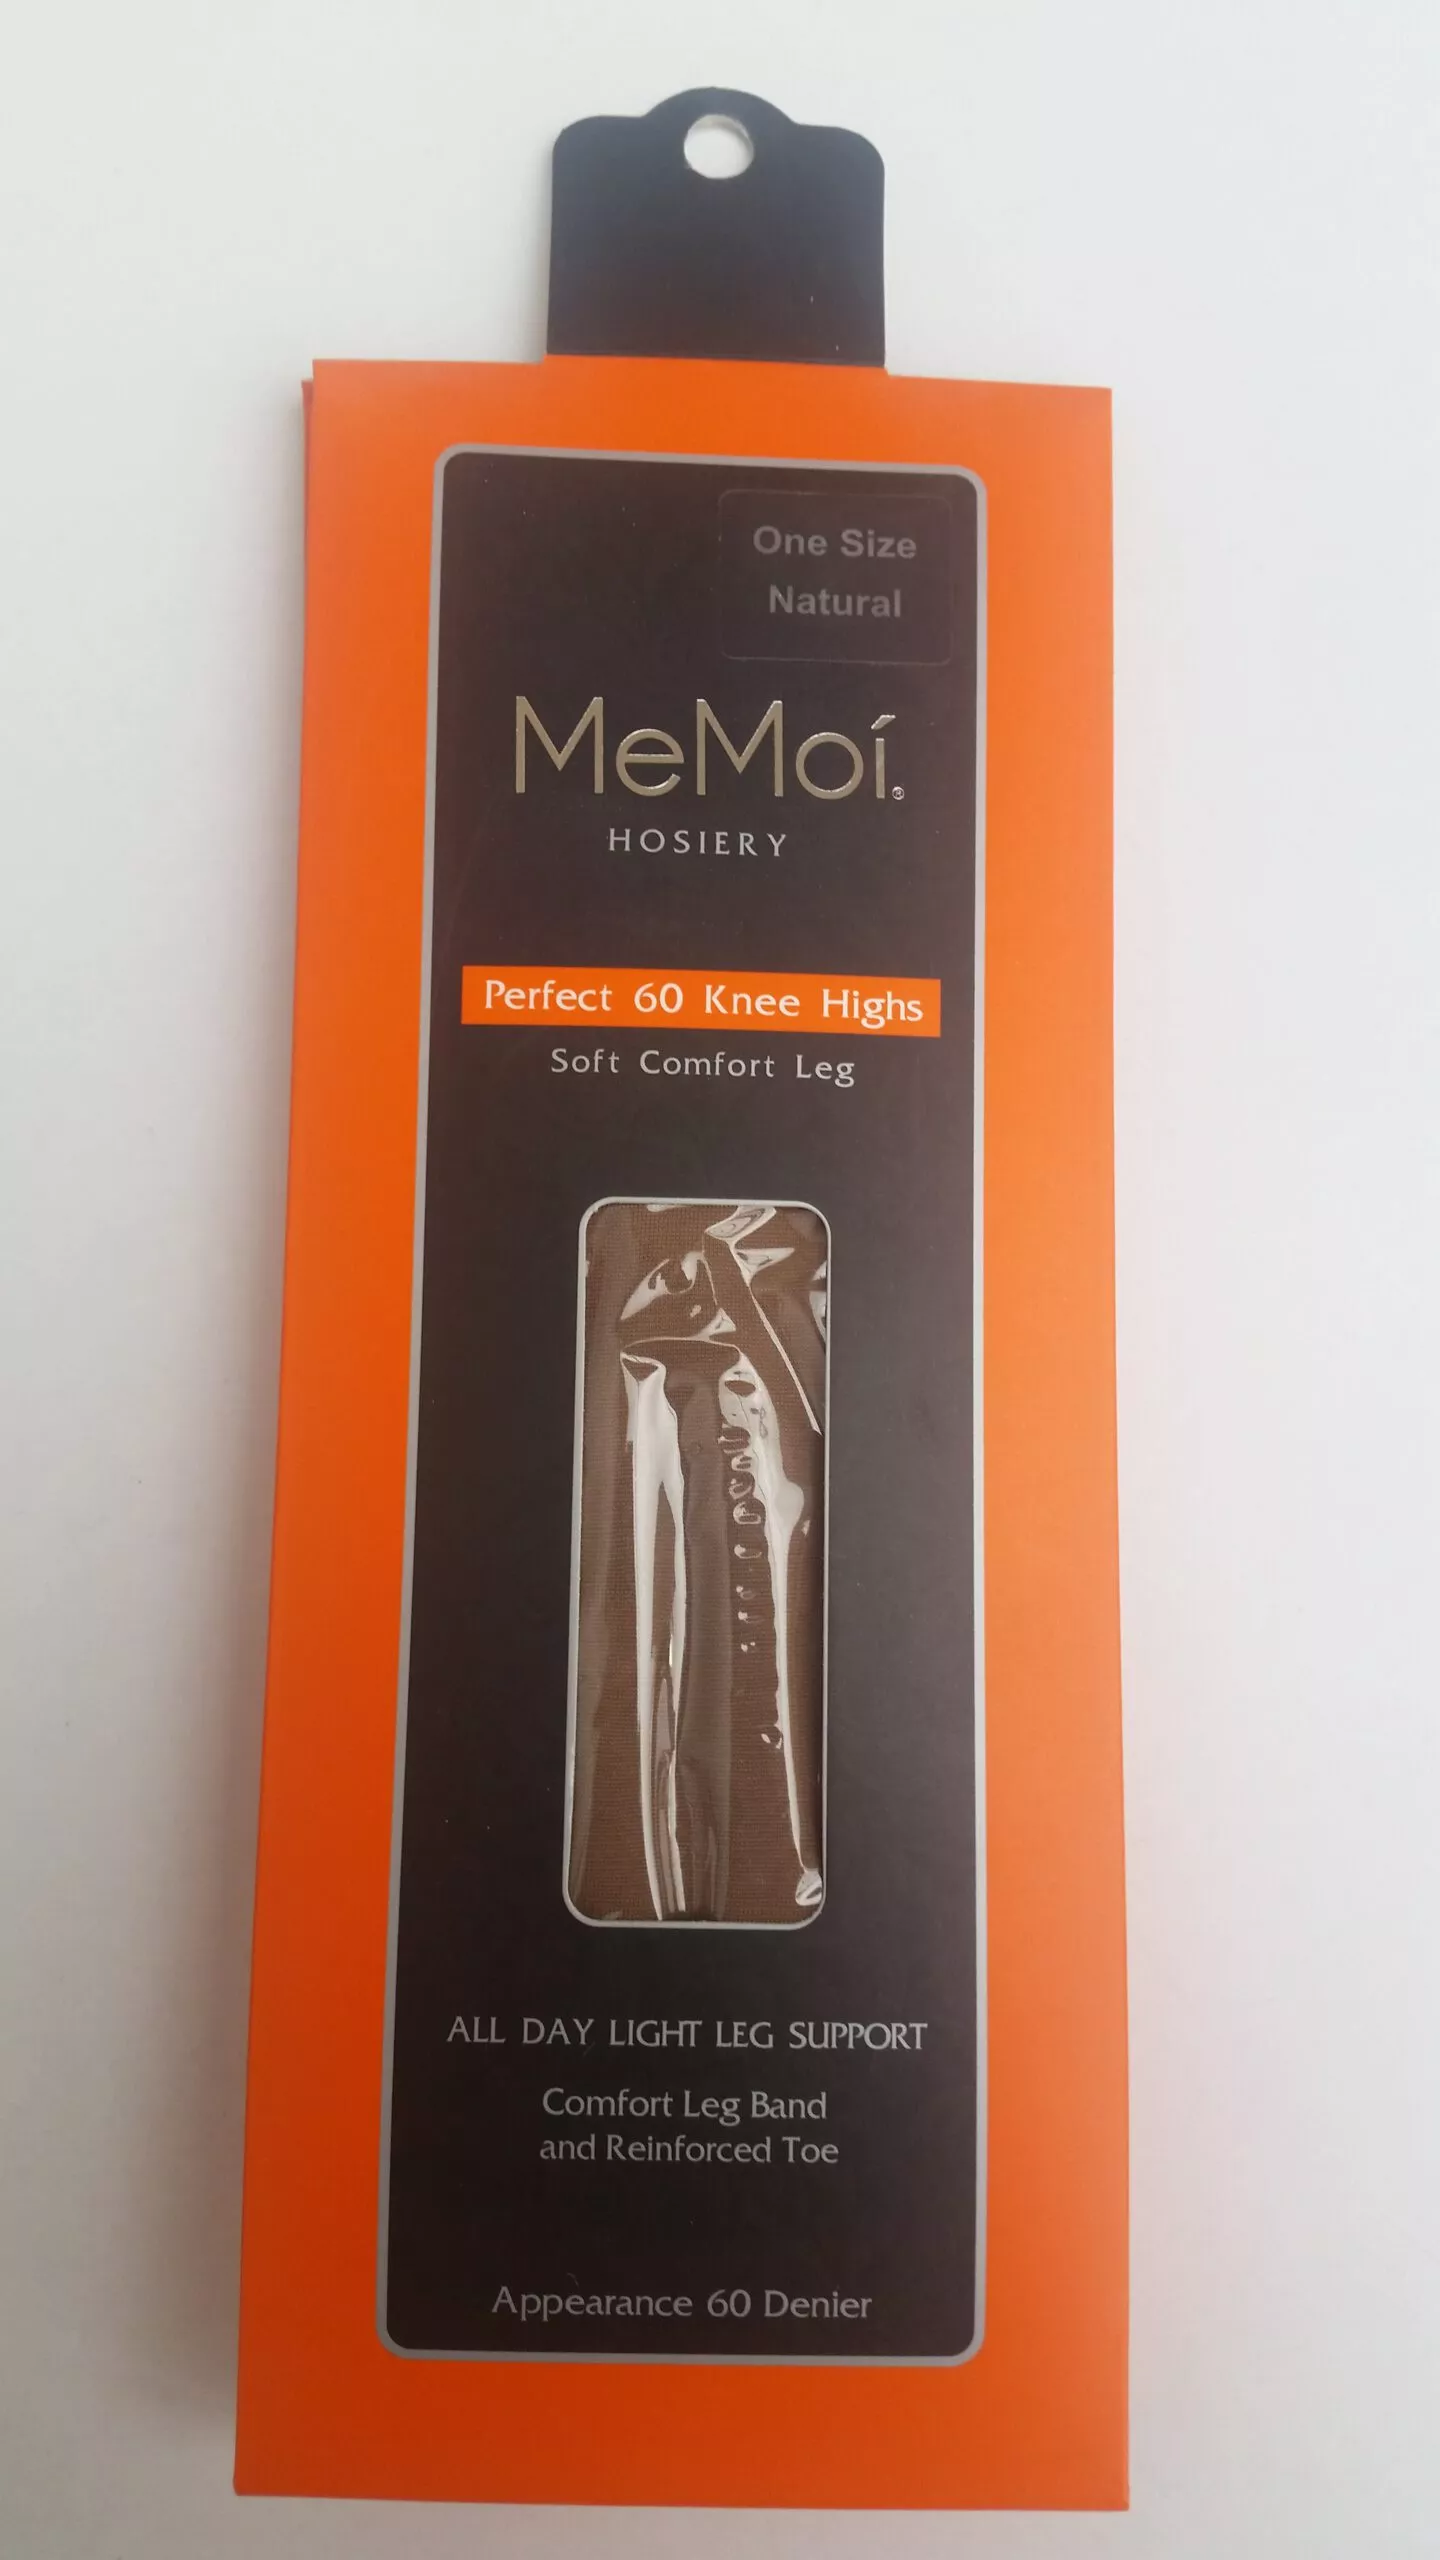 One Size
Natural
MeMoí®
HOSIERY
Perfect 60 Knee Highs
Soft Comfort Leg
ALL DAY LIGHT LEG SUPPORT
Comfort Leg Band
and Reinforced Toe
Appearance 60 Denier